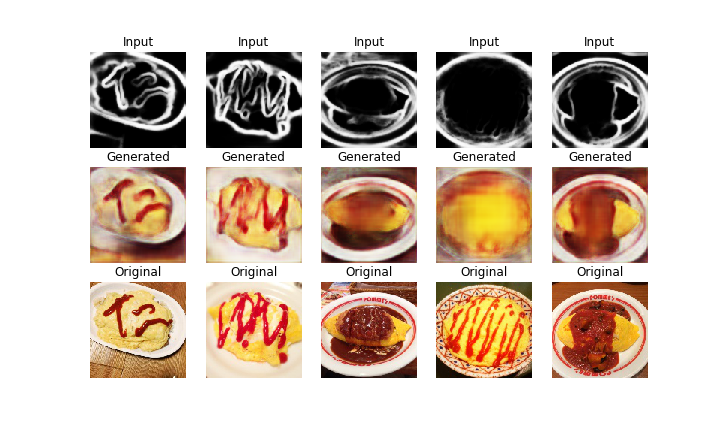 Input Input Input Input Input
Generated Generated Generated Generated Generated
Original Original Original Original Original